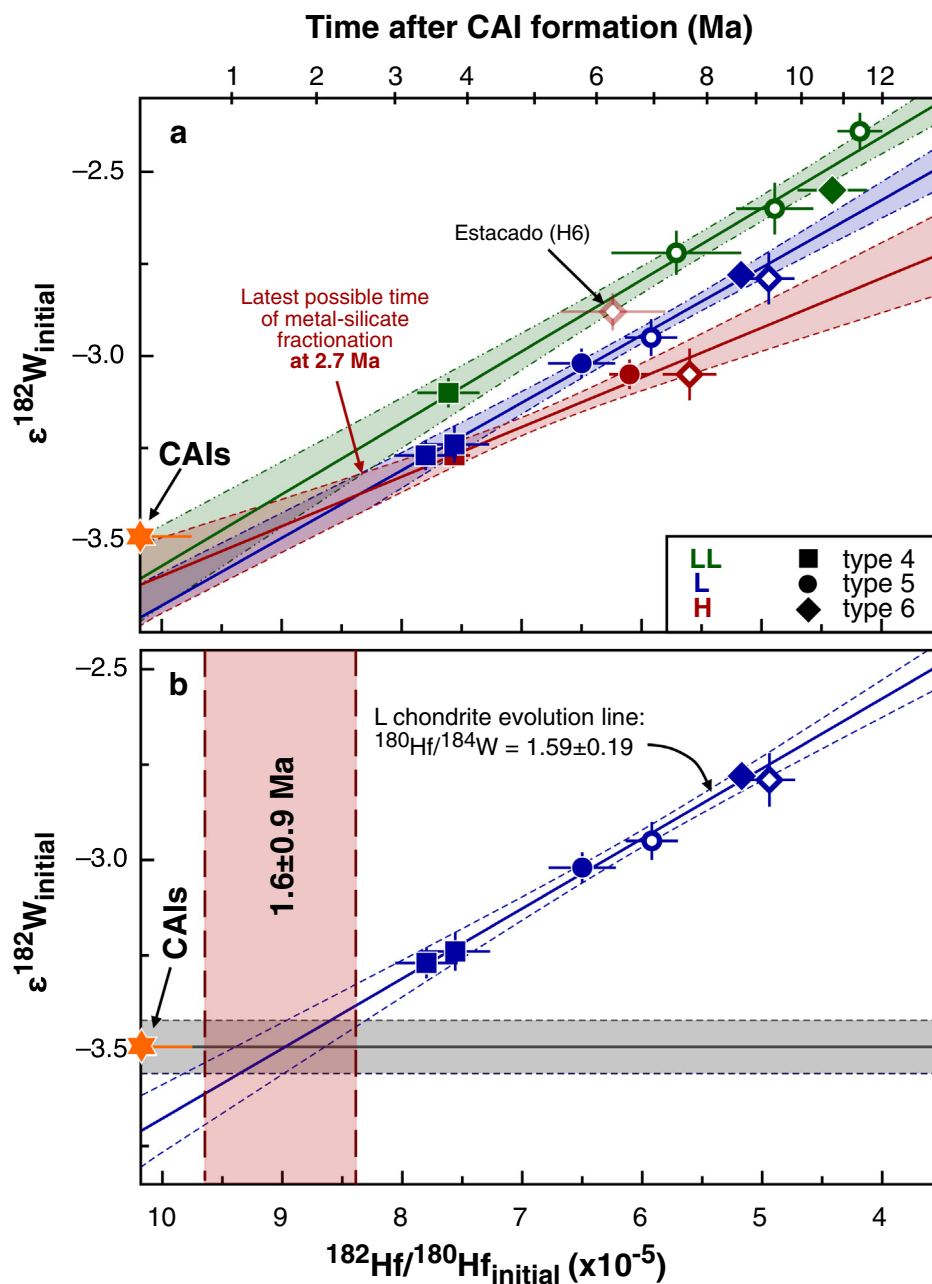 Time after CAI formation (Ma)
1 2 3 4 6 8 10 12
a
−2.5
Estacado (H6)
Latest possible time
of metal-silicate
fractionation
at 2.7 Ma
−3.0
ε¹⁸²W_initial
CAIs
−3.5
LL ■ type 4
L ● type 5
H ◆ type 6
b
−2.5
L chondrite evolution line:
¹⁸⁰Hf/¹⁸⁴W = 1.59±0.19
1.6±0.9 Ma
−3.0
ε¹⁸²W_initial
CAIs
−3.5
10 9 8 7 6 5 4
¹⁸²Hf/¹⁸⁰Hf_initial (x10⁻⁵)